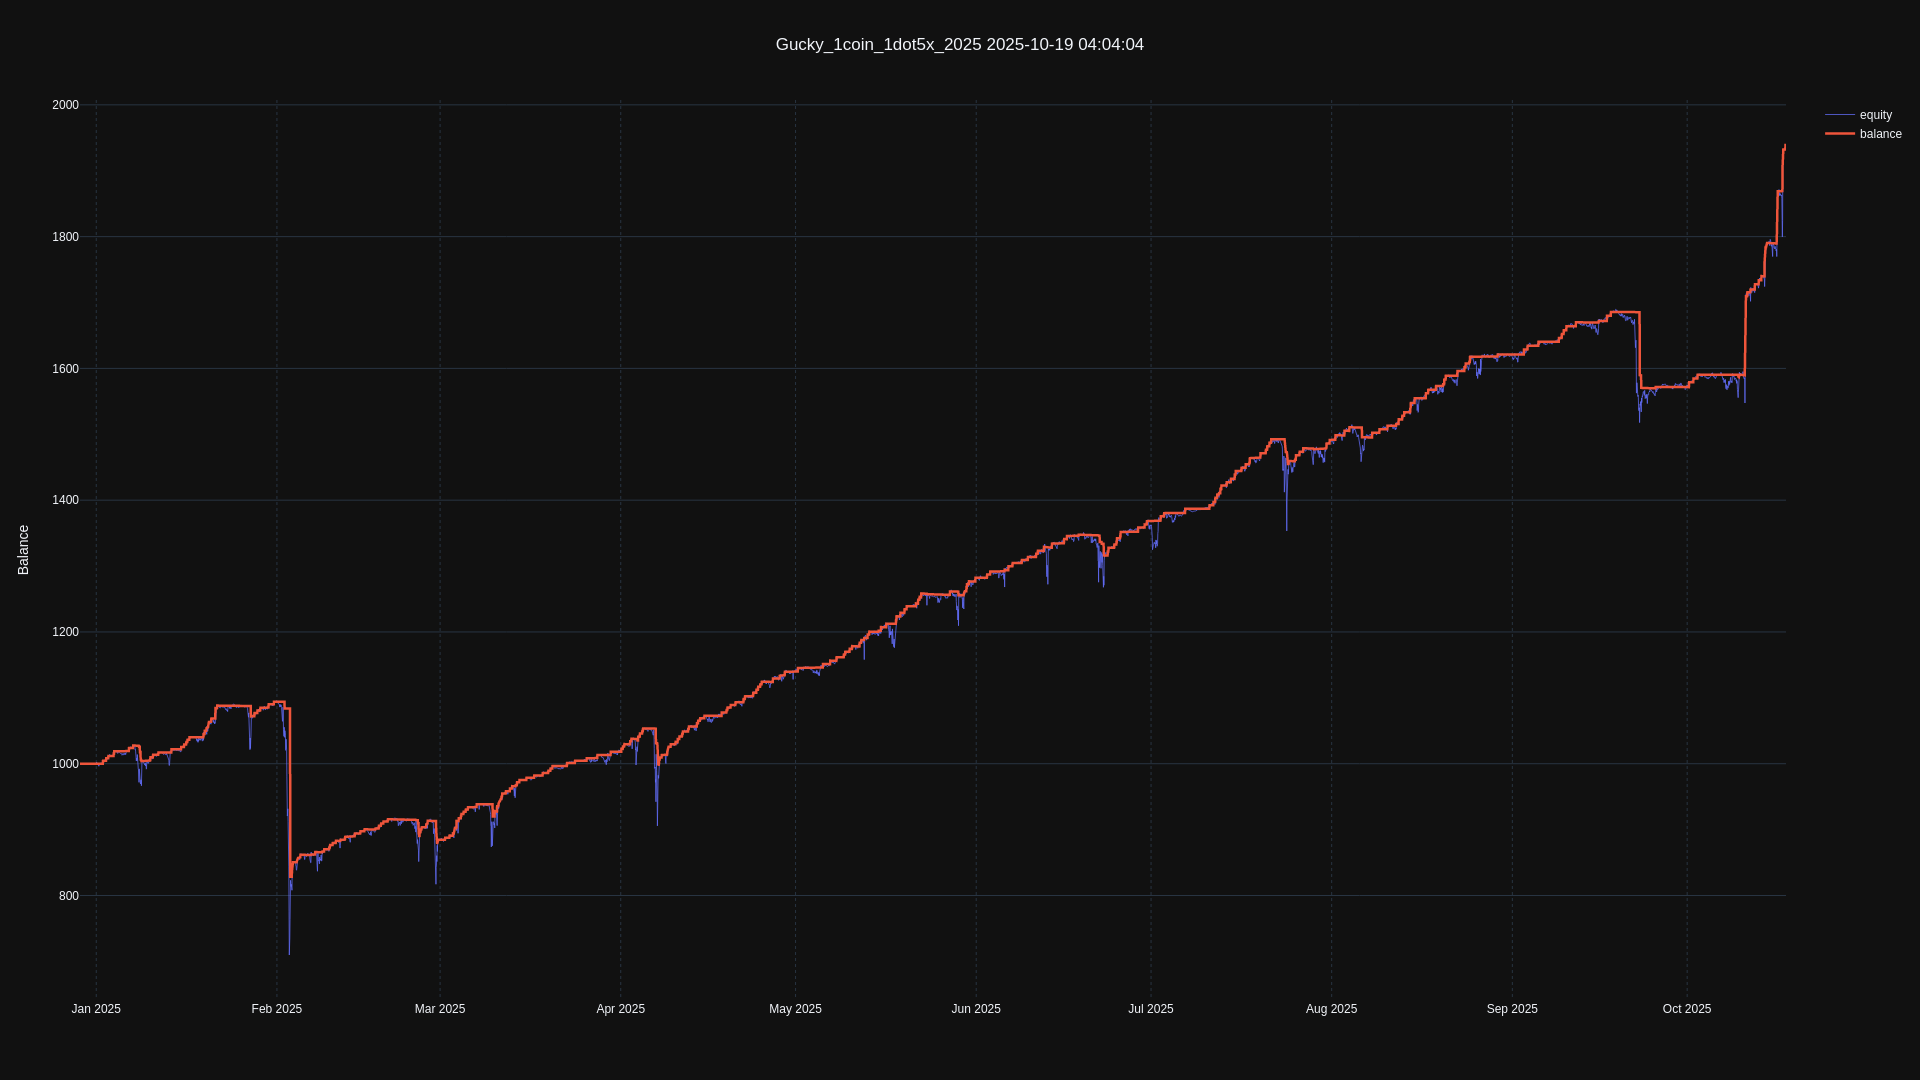 Gucky_1coin_1dot5x_2025 2025-10-19 04:04:04
equity
balance
Balance
2000
1800
1600
1400
1200
1000
800
Jan 2025
Feb 2025
Mar 2025
Apr 2025
May 2025
Jun 2025
Jul 2025
Aug 2025
Sep 2025
Oct 2025